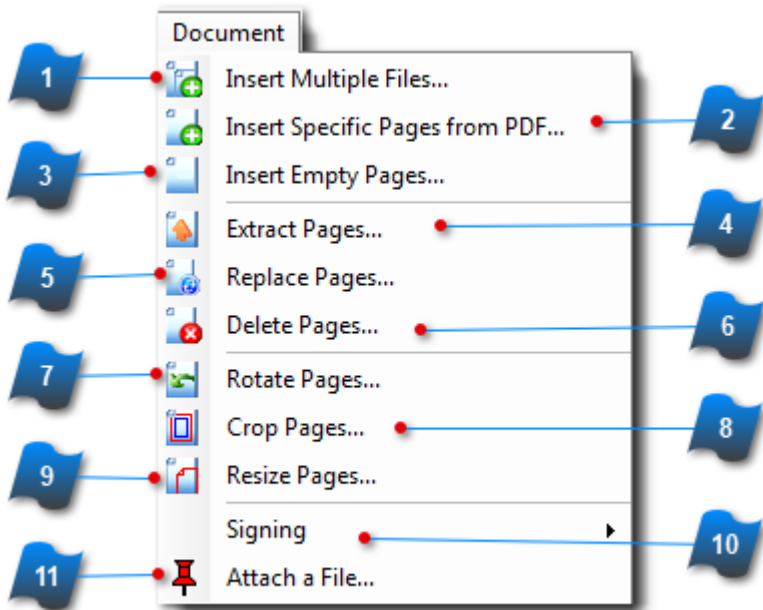 Document
1 Insert Multiple Files...
Insert Specific Pages from PDF... 2
3 Insert Empty Pages...
Extract Pages... 4
5 Replace Pages...
Delete Pages... 6
7 Rotate Pages...
Crop Pages... 8
9 Resize Pages...
Signing 10
11 Attach a File...